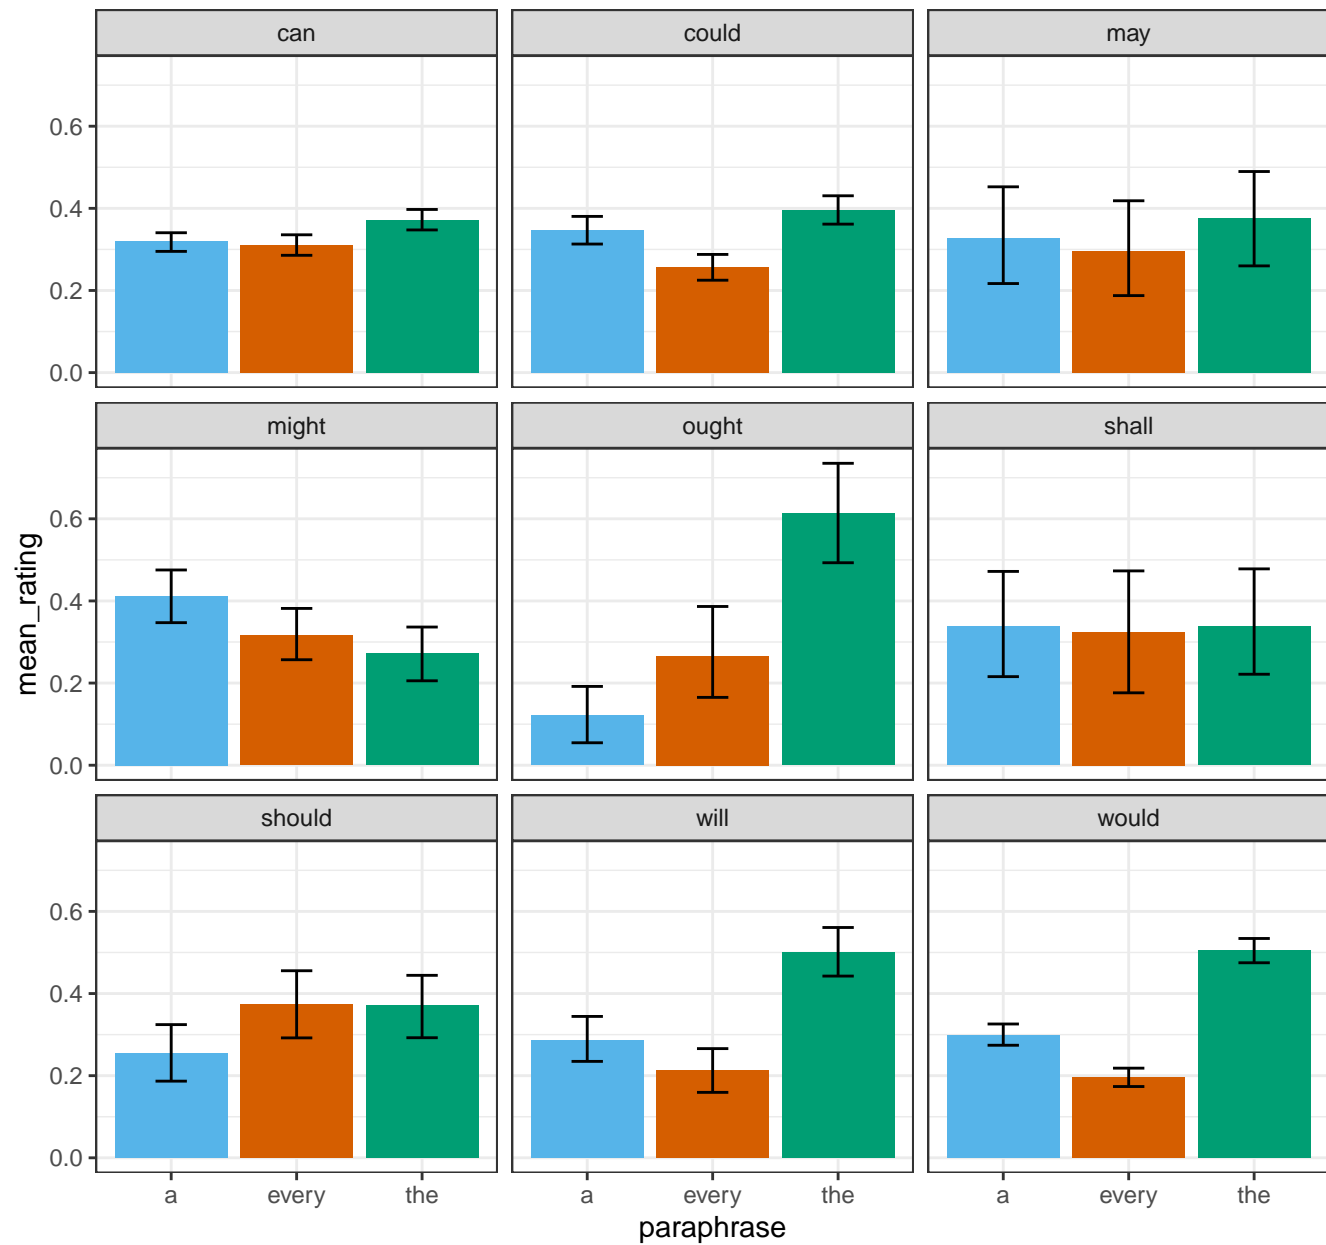 can could may
0.6
0.4
0.2
0.0
might ought shall
0.6
0.4
0.2
0.0
should will would
0.6
0.4
0.2
0.0
a every the a every the a every the
paraphrase
mean_rating